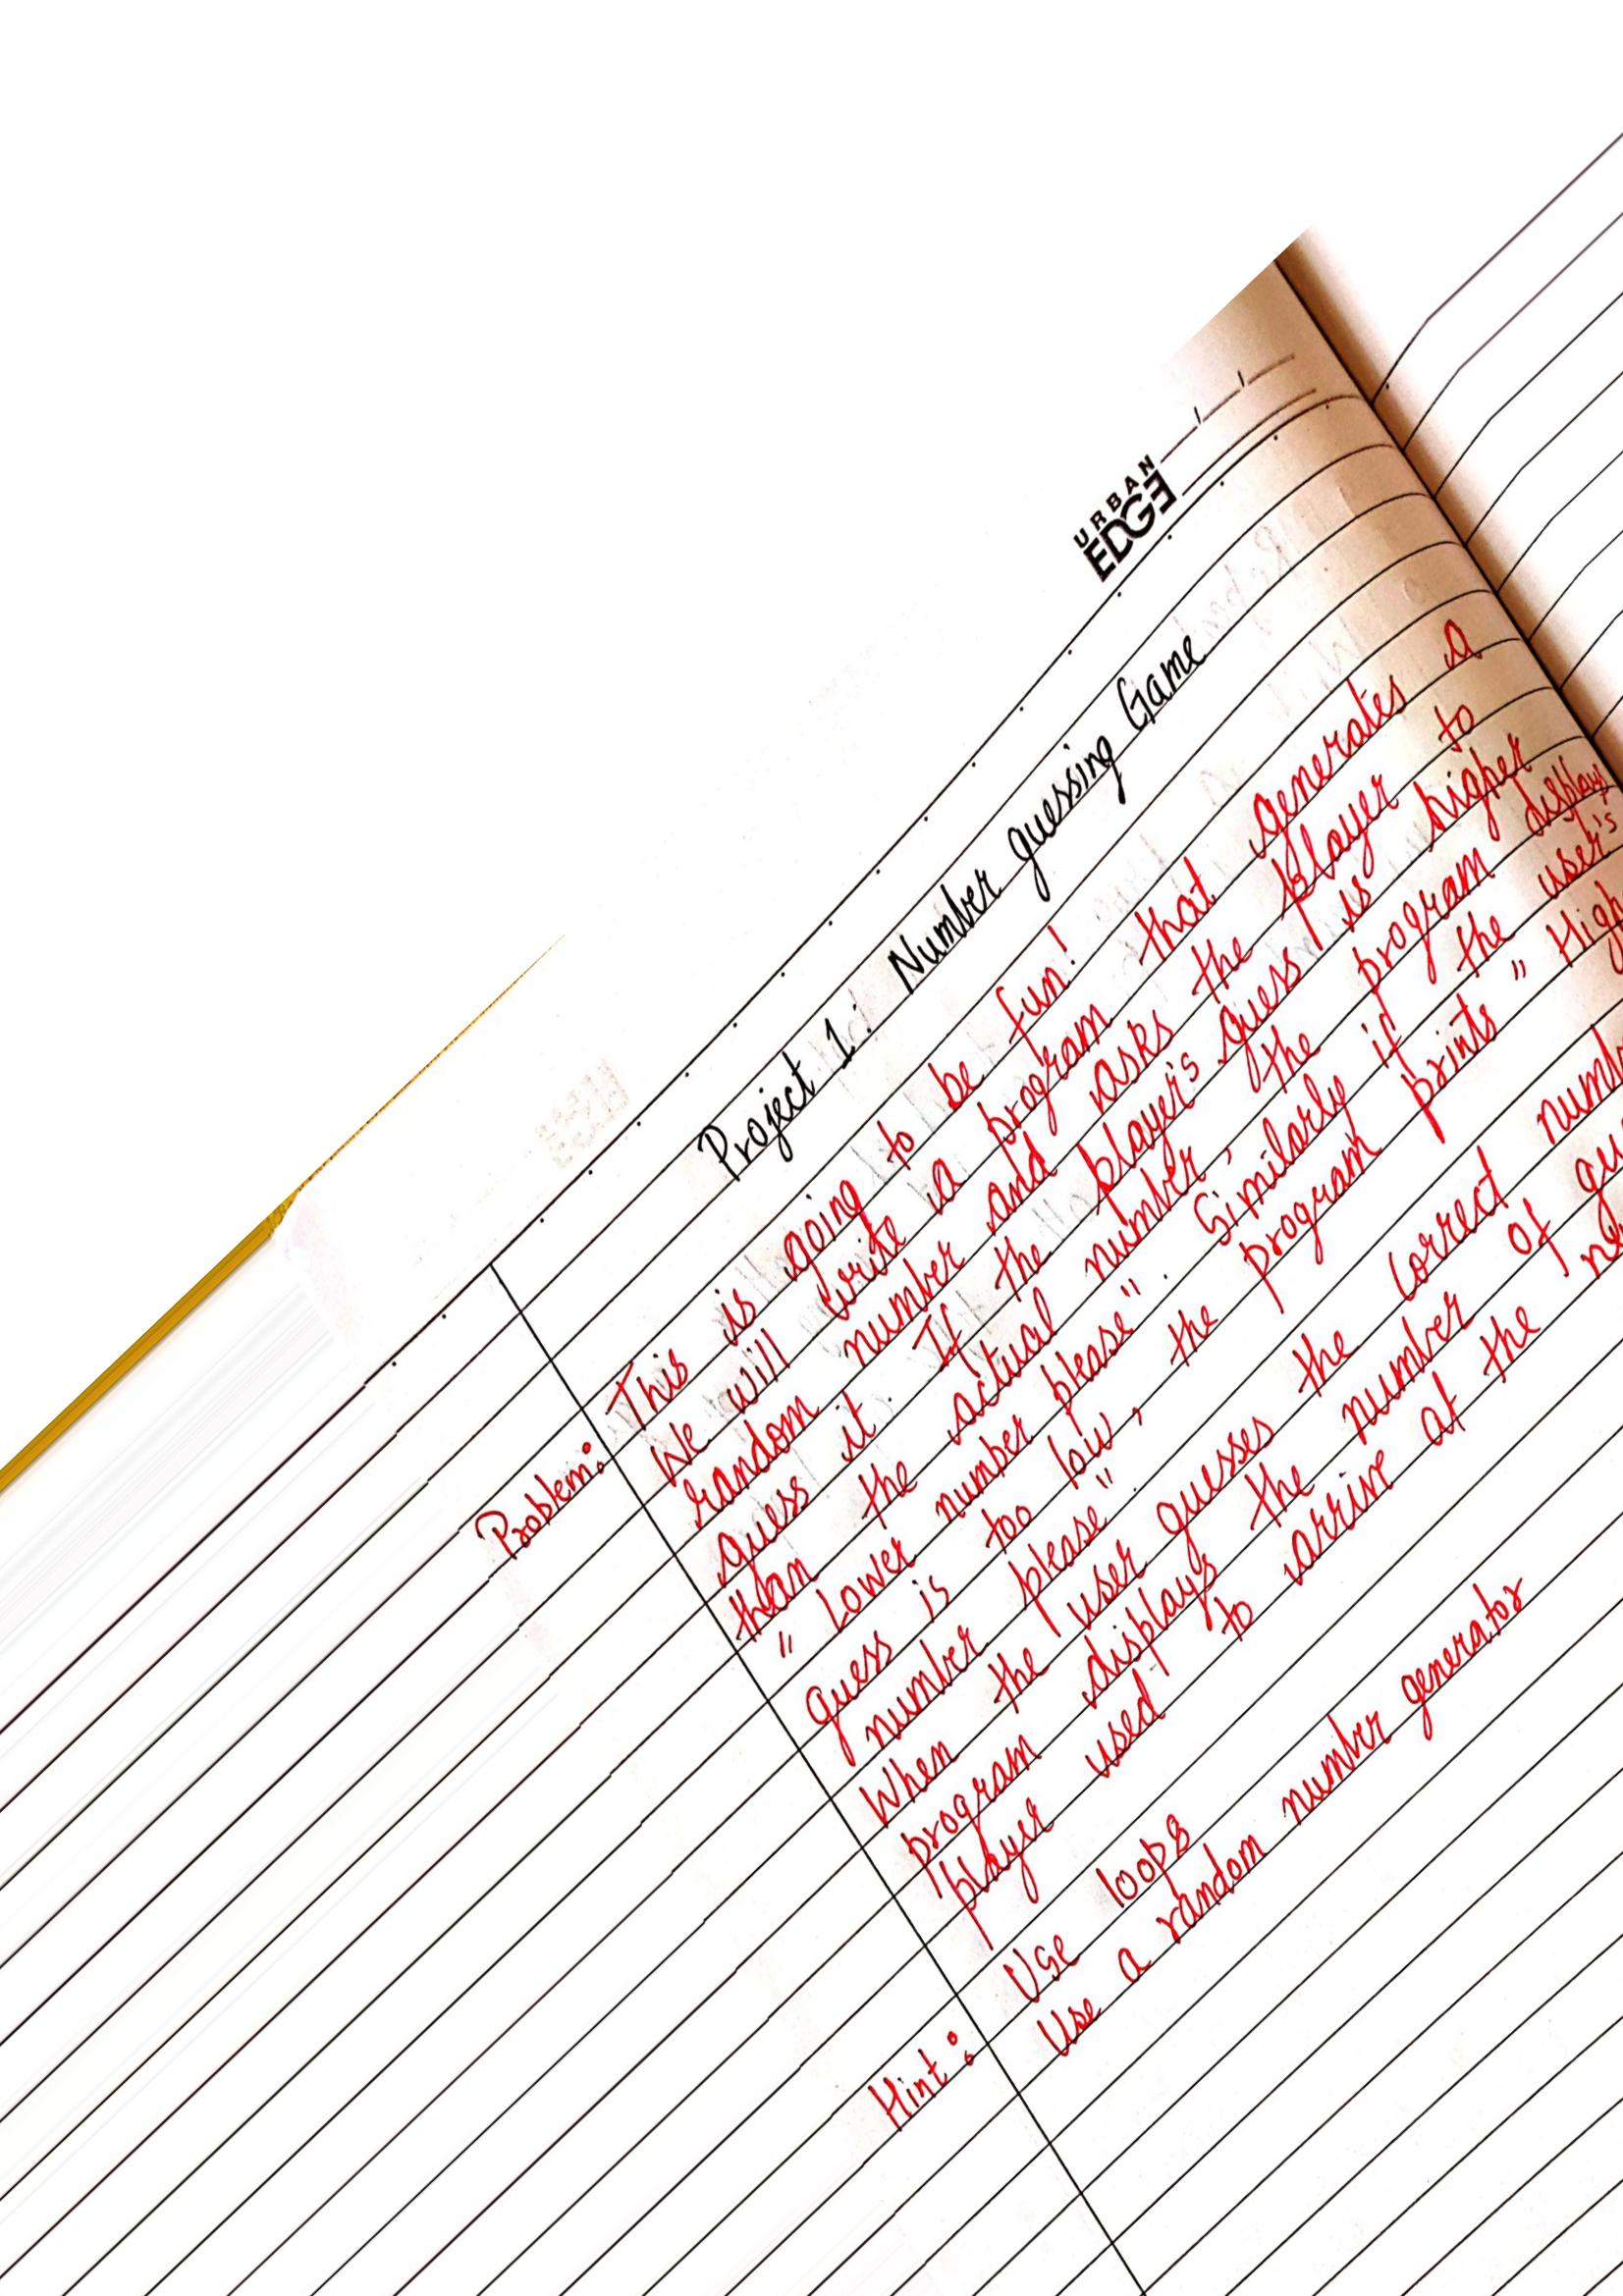 URBAN
EDGE
Project 1: Number guessing Game
Problem: This is going to be fun!
We will write a program that generates a
random number and asks the player to
guess it. If the player's guess is higher
than the actual number, the program displays
" Lower number please". Similarly if the user's
guess is too low, the program prints " High
number please".
When the user guesses the correct numb
program displays the number of gu
player used to arrive at the
Hint: Use loops
Use a random number generator